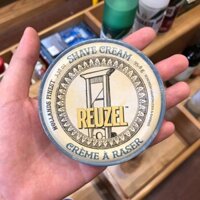 SHAVE CREAM
HOLLANDS FINEST
REUZEL
CRÈME À RASER